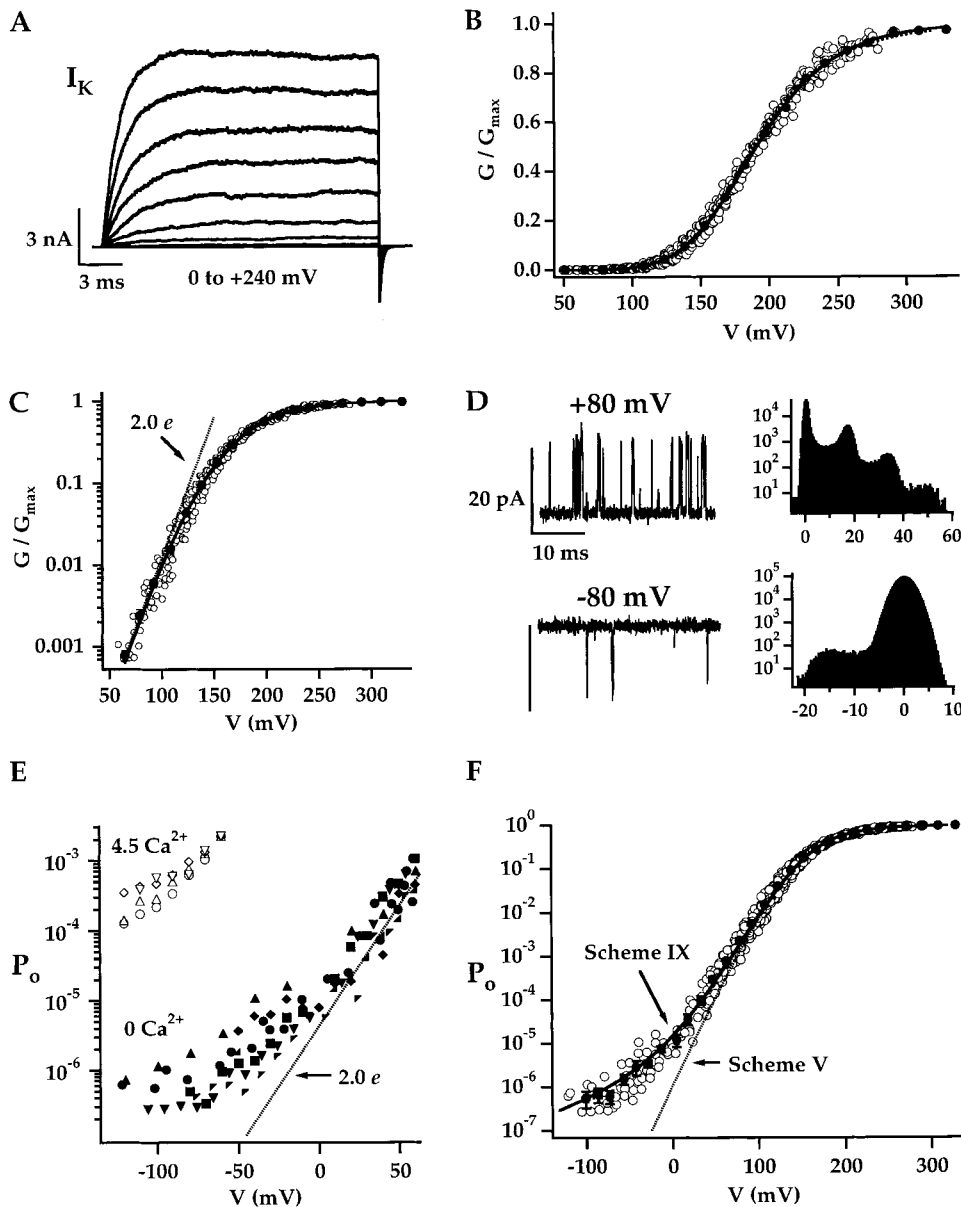 A
I_K
3 nA
3 ms
0 to +240 mV
B
G / G_max
1.0
0.8
0.6
0.4
0.2
0.0
50 100 150 200 250 300
V (mV)
C
G / G_max
1
0.1
0.01
0.001
2.0 e
50 100 150 200 250 300
V (mV)
D
+80 mV
20 pA
10 ms
10^4
10^3
10^2
10^1
0 20 40 60
-80 mV
10^5
10^4
10^3
10^2
10^1
-20 -10 0 10
E
P_o
10^-3
10^-4
10^-5
10^-6
4.5 Ca^2+
0 Ca^2+
2.0 e
-100 -50 0 50
V (mV)
F
P_o
10^0
10^-1
10^-2
10^-3
10^-4
10^-5
10^-6
10^-7
Scheme IX
Scheme V
-100 0 100 200 300
V (mV)